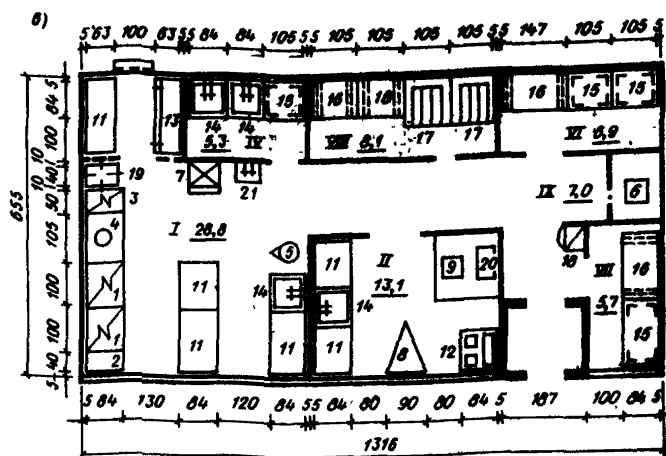 в)
5 63 100 63 55 84 84 105 55 105 105 105 105 55 147 105 105 5
5 84 100 10 10 40 50 105 100 100 40 5
655
11 13 14 14 15 16 16 17 17 16 15 15
5,3 IV VIII 8,1 VI 6,9
19 7 21 IX 7,0 6
3
4 I 28,8 5 18 VII 16
11 II 9 20
1 11 14 13,1 5,7
14
1 11 11 11 8 12 15
2
5 84 130 84 120 84 55 84 80 90 80 84 5 187 100 84 5
1316